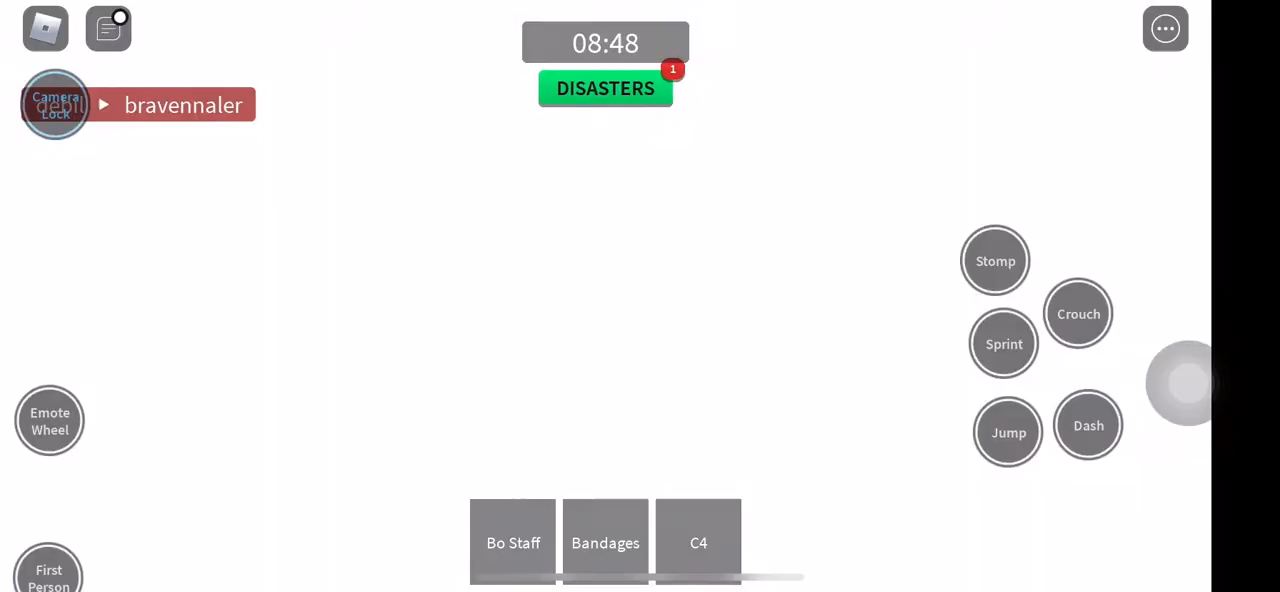 08:48
1
DISASTERS
Camera
Lock
debil ▶ bravennaler
Stomp
Crouch
Sprint
Emote
Wheel
Jump
Dash
Bo Staff
Bandages
C4
First
Person